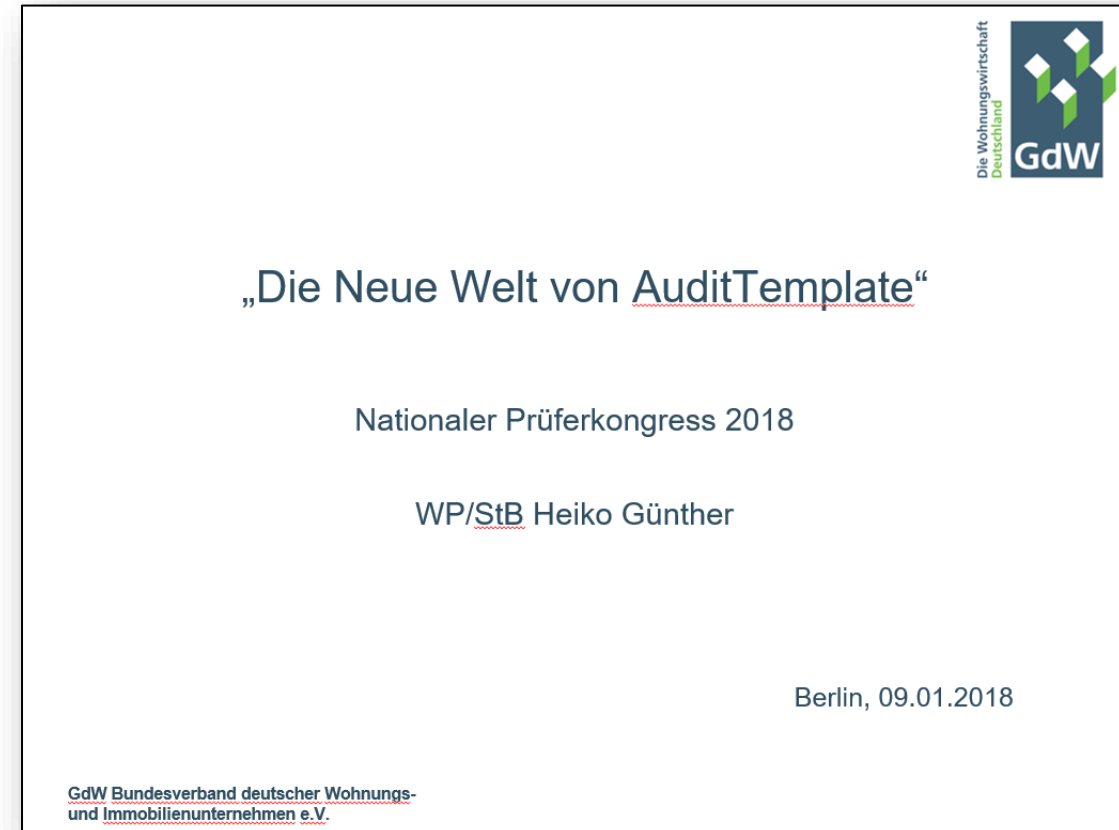 Die Wohnungswirtschaft
Deutschland
GdW
„Die Neue Welt von AuditTemplate“
Nationaler Prüferkongress 2018
WP/StB Heiko Günther
Berlin, 09.01.2018
GdW Bundesverband deutscher Wohnungs-
und Immobilienunternehmen e.V.